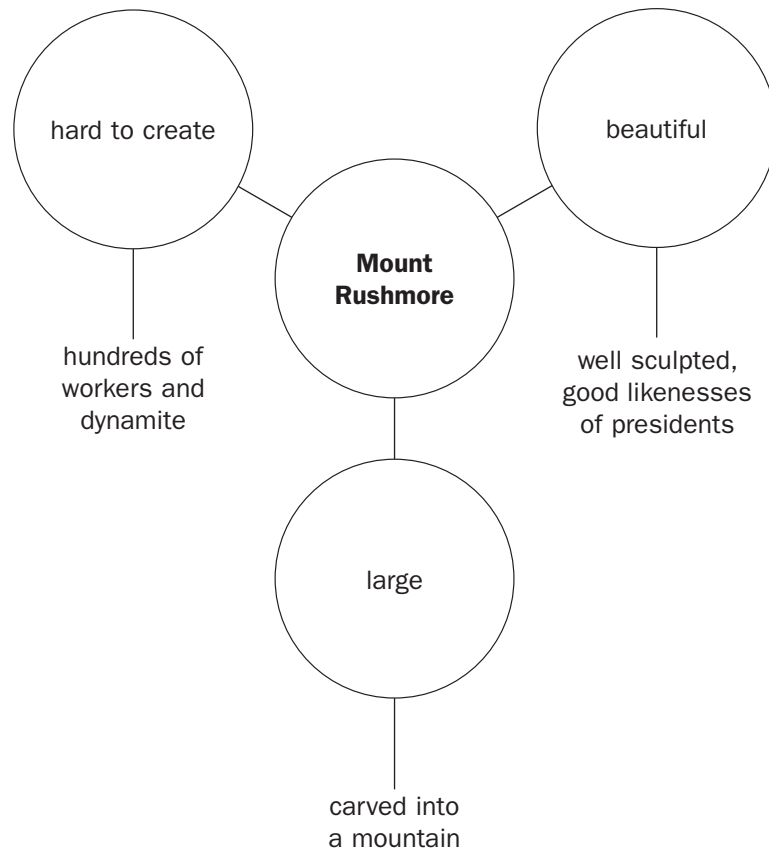 hard to create
beautiful
Mount
Rushmore
hundreds of
workers and
dynamite
well sculpted,
good likenesses
of presidents
large
carved into
a mountain